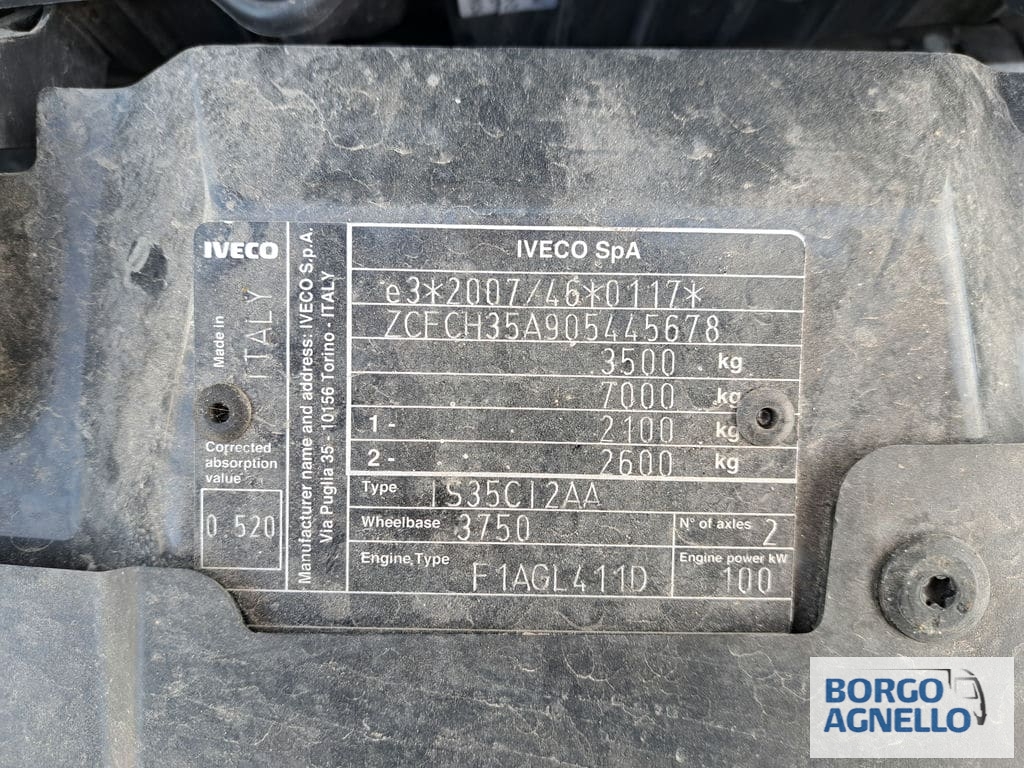 IVECO
Made in
ITALY
Corrected
absorption
value
0.520
Manufacturer name and address: IVECO S.p.A.
Via Puglia 35 - 10156 Torino - ITALY
IVECO SpA
e3*2007/46*0117*
ZCFCH35A905445678
3500 kg
7000 kg
1- 2100 kg
2- 2600 kg
Type IS35CI2AA
Wheelbase 3750
N° of axles 2
Engine Type F1AGL411D
Engine power kW 100
BORGO
AGNELLO